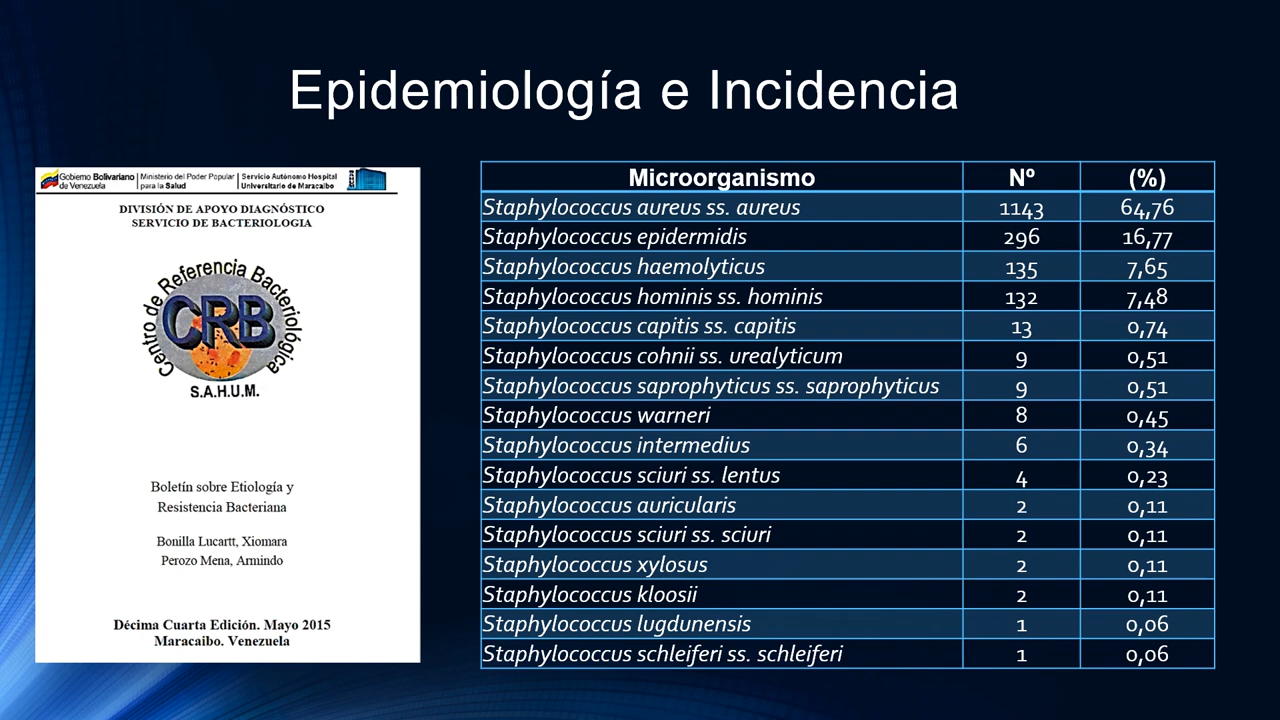 Epidemiología e Incidencia
Gobierno Bolivariano de Venezuela
Ministerio del Poder Popular para la Salud
Servicio Autónomo Hospital Universitario de Maracaibo
DIVISIÓN DE APOYO DIAGNÓSTICO
SERVICIO DE BACTERIOLOGIA
Centro de Referencia Bacteriológica
CRB
S.A.H.U.M.
Boletín sobre Etiología y
Resistencia Bacteriana
Bonilla Lucartt, Xiomara
Perozo Mena, Armindo
Décima Cuarta Edición. Mayo 2015
Maracaibo. Venezuela
Microorganismo Nº (%)
Staphylococcus aureus ss. aureus 1143 64,76
Staphylococcus epidermidis 296 16,77
Staphylococcus haemolyticus 135 7,65
Staphylococcus hominis ss. hominis 132 7,48
Staphylococcus capitis ss. capitis 13 0,74
Staphylococcus cohnii ss. urealyticum 9 0,51
Staphylococcus saprophyticus ss. saprophyticus 9 0,51
Staphylococcus warneri 8 0,45
Staphylococcus intermedius 6 0,34
Staphylococcus sciuri ss. lentus 4 0,23
Staphylococcus auricularis 2 0,11
Staphylococcus sciuri ss. sciuri 2 0,11
Staphylococcus xylosus 2 0,11
Staphylococcus kloosii 2 0,11
Staphylococcus lugdunensis 1 0,06
Staphylococcus schleiferi ss. schleiferi 1 0,06